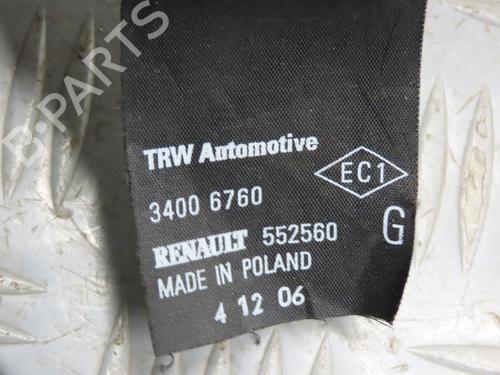 B-PARTS
TRW Automotive
3400 6760
EC1
RENAULT 552560
G
MADE IN POLAND
4 12 06